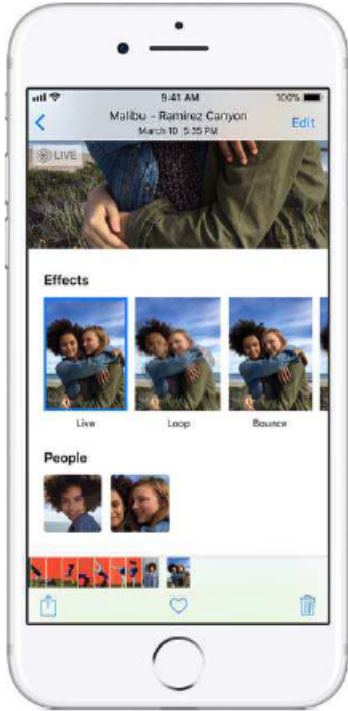 9:41 AM
100%
Malibu - Ramirez Canyon
March 10 5:35 PM
Edit
LIVE
Effects
Live
Loop
Bounce
People